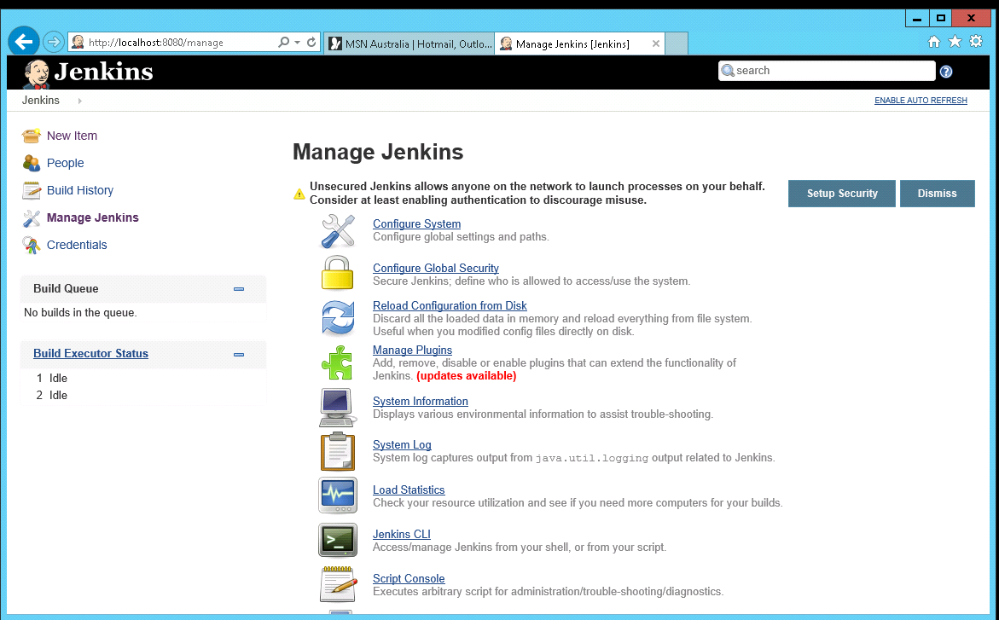 http://localhost:8080/manage
MSN Australia | Hotmail, Outlo...
Manage Jenkins [Jenkins]
Jenkins
search
Jenkins
ENABLE AUTO REFRESH
New Item
People
Build History
Manage Jenkins
Credentials
Build Queue
No builds in the queue.
Build Executor Status
1 Idle
2 Idle
Manage Jenkins
Unsecured Jenkins allows anyone on the network to launch processes on your behalf.
Consider at least enabling authentication to discourage misuse.
Setup Security
Dismiss
Configure System
Configure global settings and paths.
Configure Global Security
Secure Jenkins; define who is allowed to access/use the system.
Reload Configuration from Disk
Discard all the loaded data in memory and reload everything from file system.
Useful when you modified config files directly on disk.
Manage Plugins
Add, remove, disable or enable plugins that can extend the functionality of
Jenkins. (updates available)
System Information
Displays various environmental information to assist trouble-shooting.
System Log
System log captures output from java.util.logging output related to Jenkins.
Load Statistics
Check your resource utilization and see if you need more computers for your builds.
Jenkins CLI
Access/manage Jenkins from your shell, or from your script.
Script Console
Executes arbitrary script for administration/trouble-shooting/diagnostics.